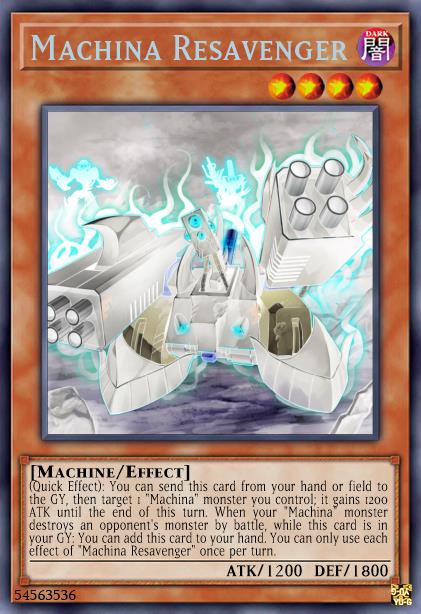 MACHINA RESAVENGER
DARK
闇
[MACHINE/EFFECT]
(Quick Effect): You can send this card from your hand or field to
the GY, then target 1 "Machina" monster you control; it gains 1200
ATK until the end of this turn. When your "Machina" monster
destroys an opponent's monster by battle, while this card is in
your GY: You can add this card to your hand. You can only use each
effect of "Machina Resavenger" once per turn.
ATK/1200 DEF/1800
54563536